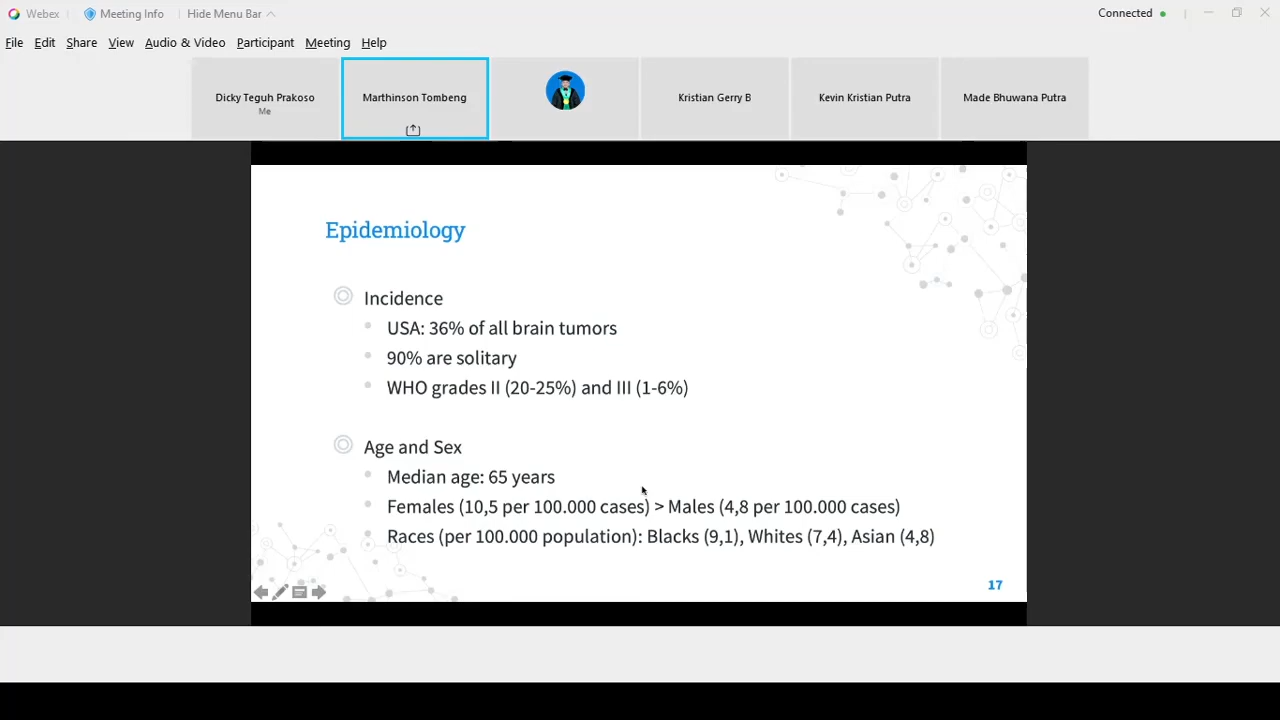 Webex
Meeting Info
Hide Menu Bar
Connected
File Edit Share View Audio & Video Participant Meeting Help
Dicky Teguh Prakoso
Me
Marthinson Tombeng
Kristian Gerry B
Kevin Kristian Putra
Made Bhuwana Putra
Epidemiology
Incidence
USA: 36% of all brain tumors
90% are solitary
WHO grades II (20-25%) and III (1-6%)
Age and Sex
Median age: 65 years
Females (10,5 per 100.000 cases) > Males (4,8 per 100.000 cases)
Races (per 100.000 population): Blacks (9,1), Whites (7,4), Asian (4,8)
17